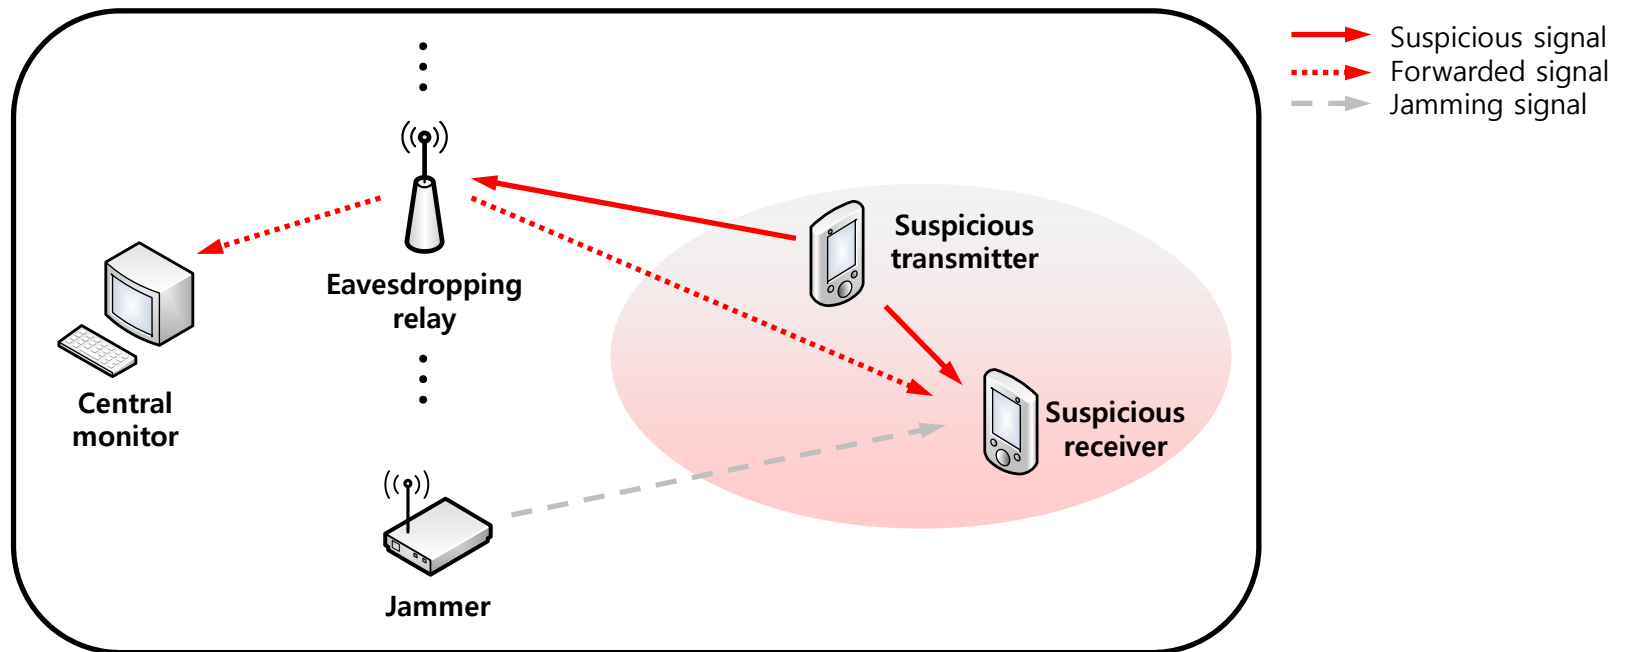 Suspicious signal
Forwarded signal
Jamming signal
Suspicious
transmitter
Eavesdropping
relay
Central
monitor
Suspicious
receiver
Jammer